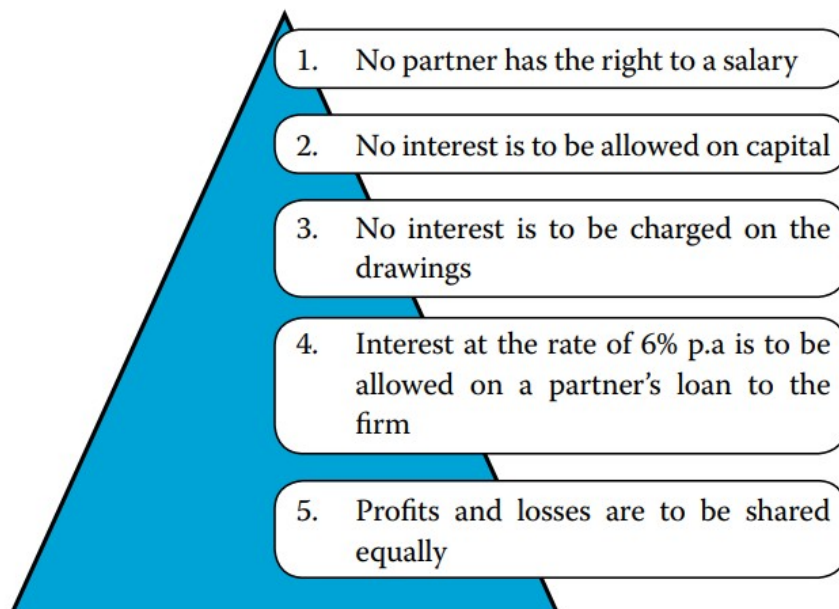 1. No partner has the right to a salary
2. No interest is to be allowed on capital
3. No interest is to be charged on the
drawings
4. Interest at the rate of 6% p.a is to be
allowed on a partner's loan to the
firm
5. Profits and losses are to be shared
equally